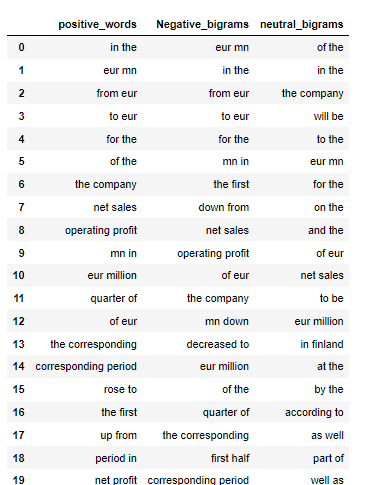 positive_words Negative_bigrams neutral_bigrams
0 in the eur mn of the
1 eur mn in the in the
2 from eur from eur the company
3 to eur to eur will be
4 for the for the to the
5 of the mn in eur mn
6 the company the first for the
7 net sales down from on the
8 operating profit net sales and the
9 mn in operating profit of eur
10 eur million of eur net sales
11 quarter of the company to be
12 of eur mn down eur million
13 the corresponding decreased to in finland
14 corresponding period eur million at the
15 rose to of the by the
16 the first quarter of according to
17 up from the corresponding as well
18 period in first half part of
19 net profit corresponding period well as